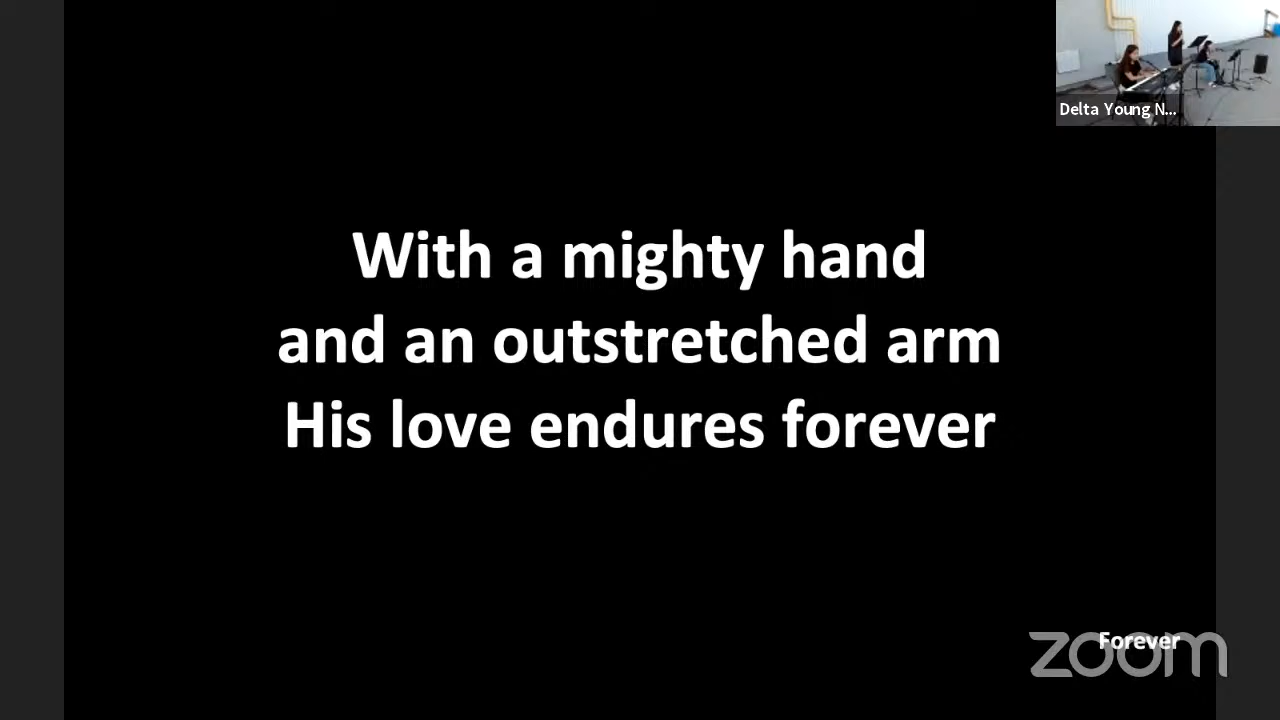 Delta Young N...
With a mighty hand
and an outstretched arm
His love endures forever
Forever
zoom